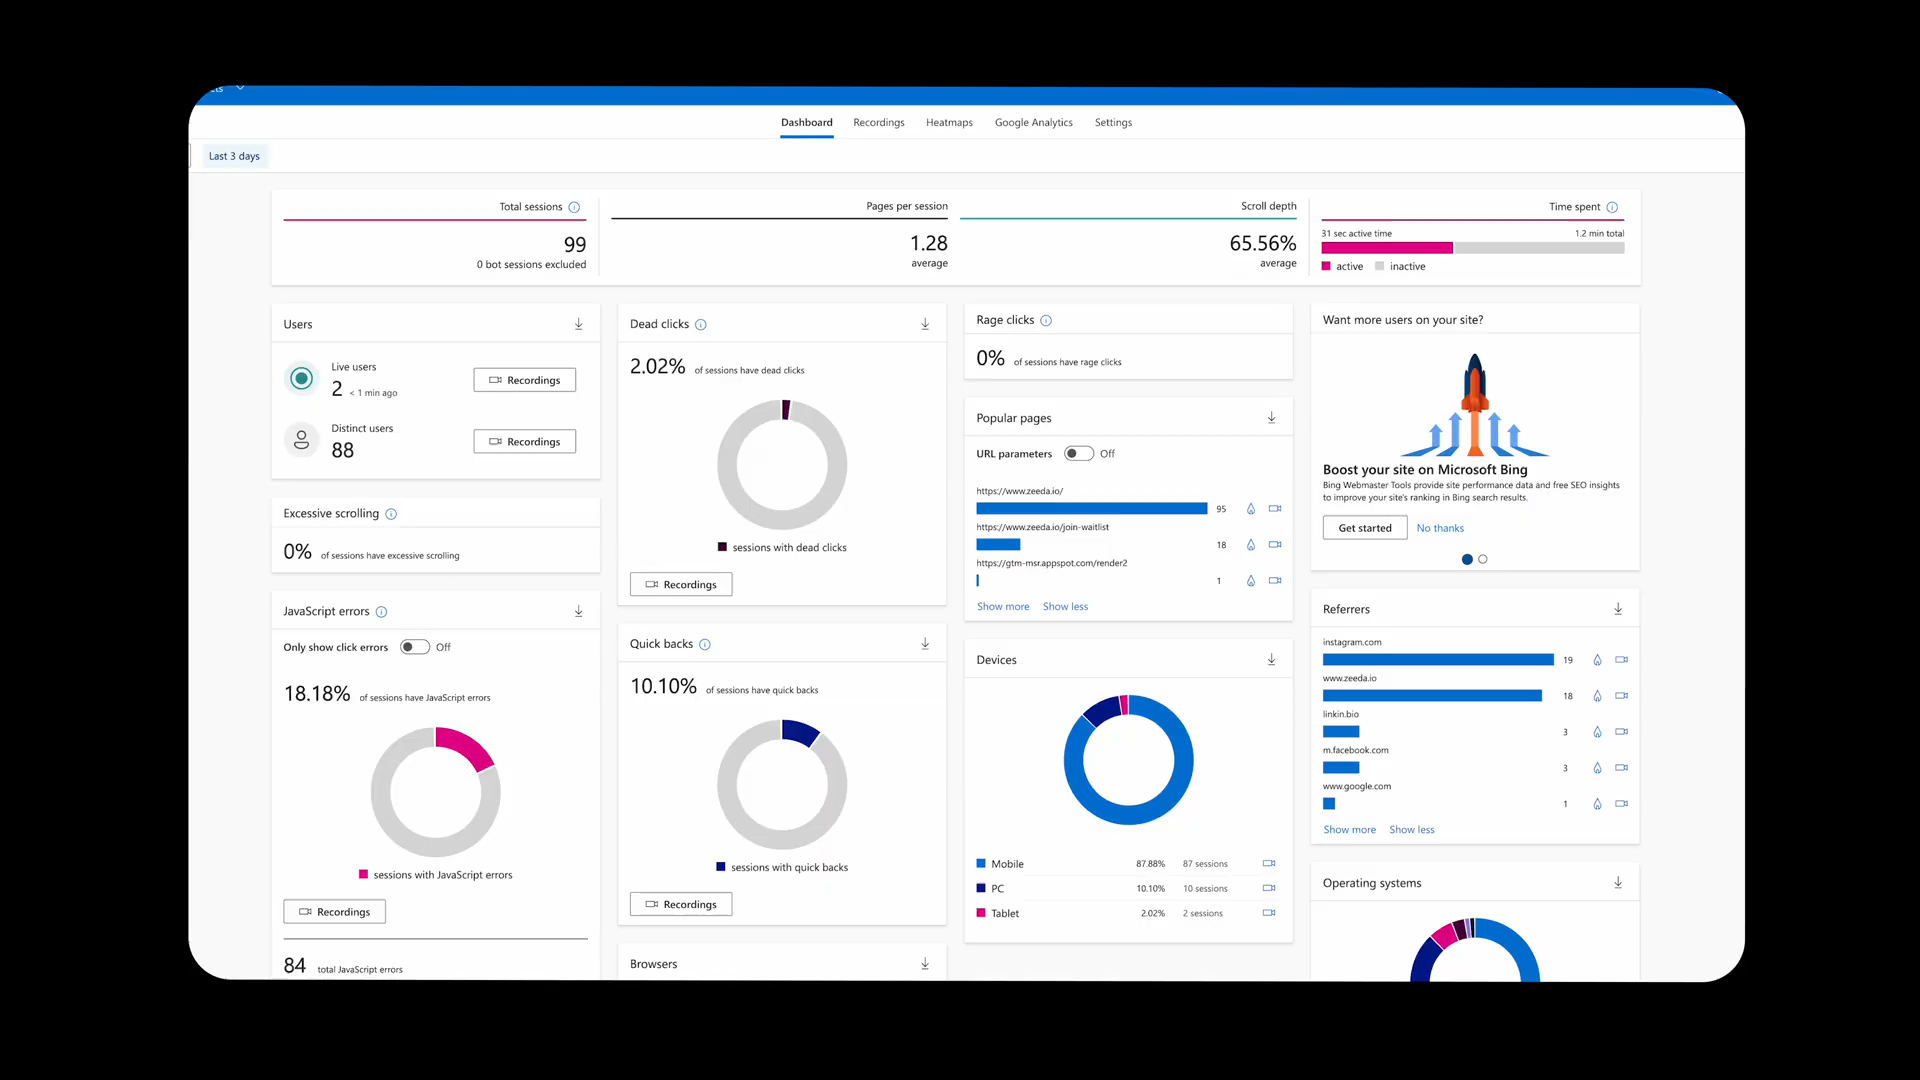 Dashboard
Recordings
Heatmaps
Google Analytics
Settings
Last 3 days
Total sessions
99
0 bot sessions excluded
Pages per session
1.28
average
Scroll depth
65.56%
average
Time spent
31 sec active time
1.2 min total
active
inactive
Users
Live users
2 < 1 min ago
Recordings
Distinct users
88
Recordings
Excessive scrolling
0% of sessions have excessive scrolling
JavaScript errors
Only show click errors Off
18.18% of sessions have JavaScript errors
sessions with JavaScript errors
Recordings
84 total JavaScript errors
Dead clicks
2.02% of sessions have dead clicks
sessions with dead clicks
Recordings
Quick backs
10.10% of sessions have quick backs
sessions with quick backs
Recordings
Browsers
Rage clicks
0% of sessions have rage clicks
Popular pages
URL parameters Off
https://www.zeeda.io/
95
https://www.zeeda.io/join-waitlist
18
https://gtm-msr.appspot.com/render2
1
Show more Show less
Devices
Mobile 87.88% 87 sessions
PC 10.10% 10 sessions
Tablet 2.02% 2 sessions
Want more users on your site?
Boost your site on Microsoft Bing
Bing Webmaster Tools provide site performance data and free SEO insights
to improve your site's ranking in Bing search results.
Get started No thanks
Referrers
instagram.com
19
www.zeeda.io
18
linkin.bio
3
m.facebook.com
3
www.google.com
1
Show more Show less
Operating systems